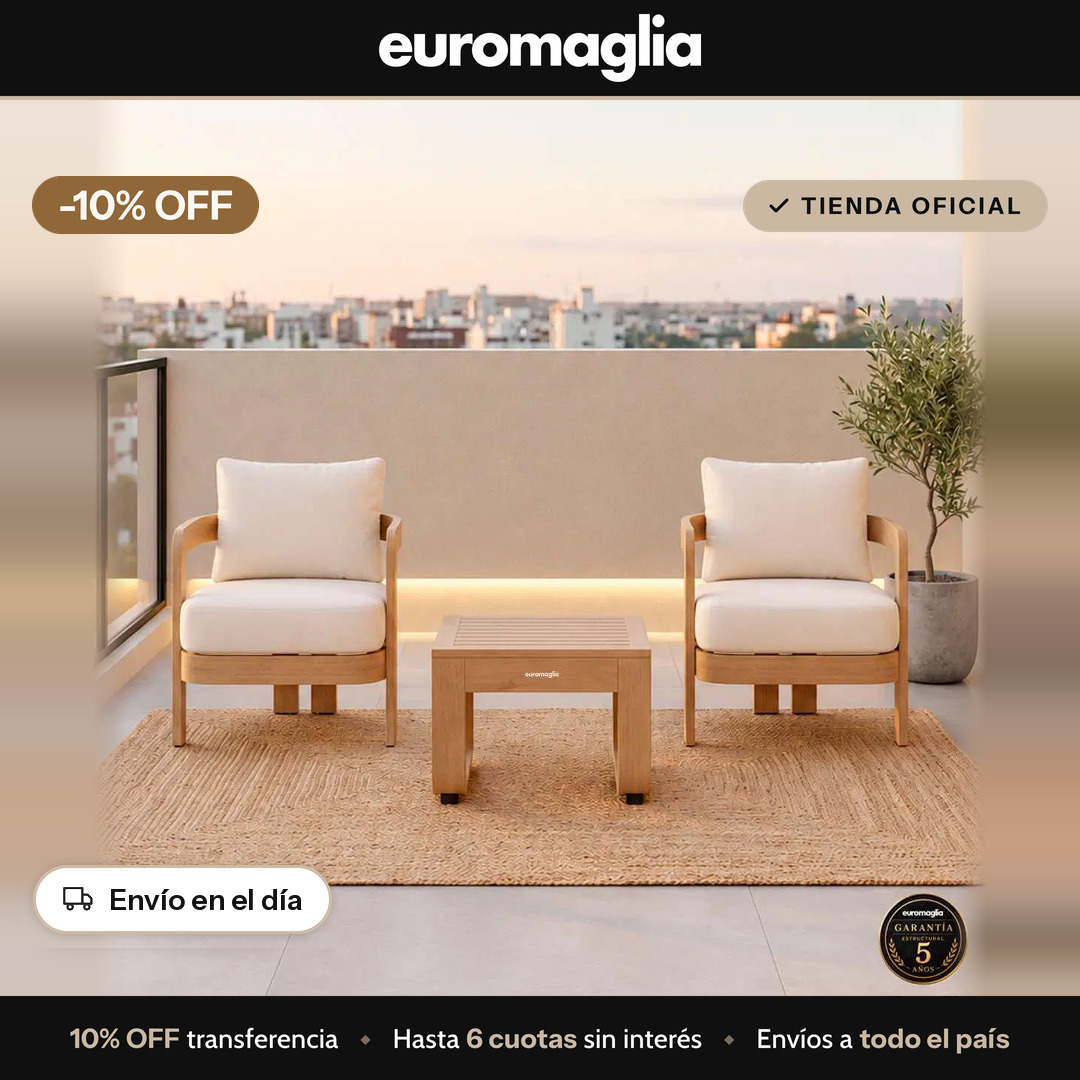 euromaglia
-10% OFF
TIENDA OFICIAL
euromaglia
Envío en el día
euromaglia
GARANTÍA
ESTRUCTURAL
5
AÑOS
10% OFF transferencia ◆ Hasta 6 cuotas sin interés ◆ Envíos a todo el país